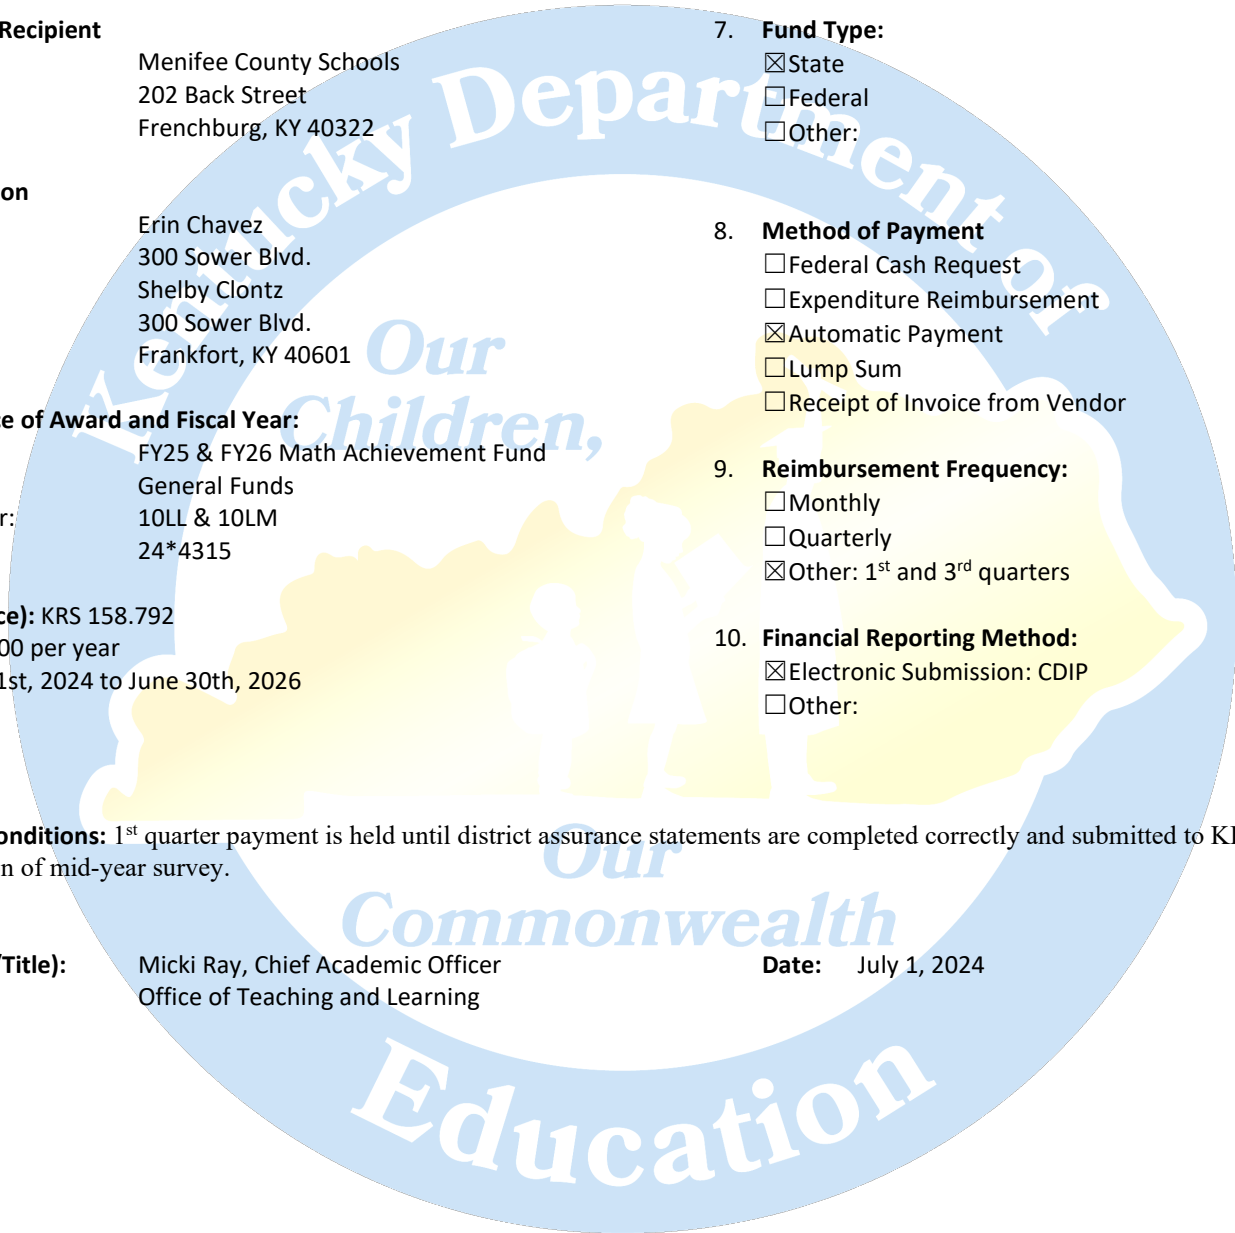 Recipient
Menifee County Schools
202 Back Street
Frenchburg, KY 40322
on
Erin Chavez
300 Sower Blvd.
Shelby Clontz
300 Sower Blvd.
Frankfort, KY 40601
e of Award and Fiscal Year:
FY25 & FY26 Math Achievement Fund
General Funds
r: 10LL & 10LM
24*4315
ce): KRS 158.792
00 per year
1st, 2024 to June 30th, 2026
7. Fund Type:
☒State
☐Federal
☐Other:
8. Method of Payment
☐Federal Cash Request
☐Expenditure Reimbursement
☒Automatic Payment
☐Lump Sum
☐Receipt of Invoice from Vendor
9. Reimbursement Frequency:
☐Monthly
☐Quarterly
☒Other: 1st and 3rd quarters
10. Financial Reporting Method:
☒Electronic Submission: CDIP
☐Other:
onditions: 1st quarter payment is held until district assurance statements are completed correctly and submitted to K
n of mid-year survey.
/Title): Micki Ray, Chief Academic Officer
Office of Teaching and Learning
Date: July 1, 2024
Kentucky Department of
Education
Our
Children,
Our
Commonwealth